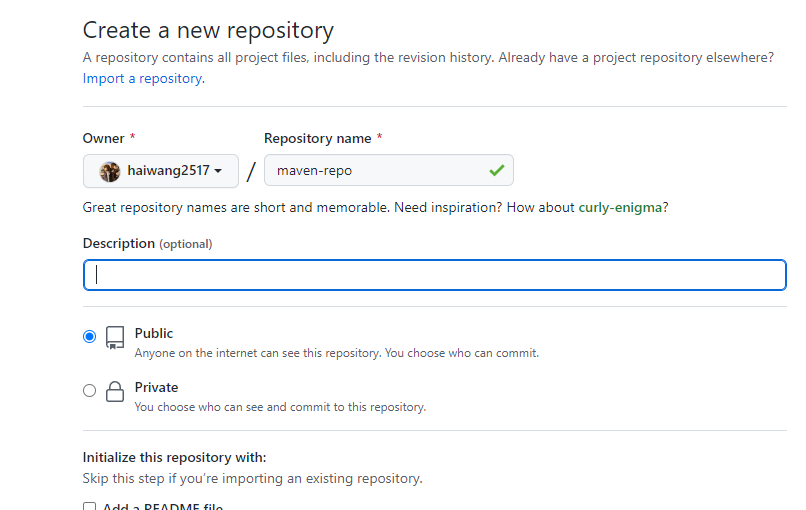 Create a new repository
A repository contains all project files, including the revision history. Already have a project repository elsewhere?
Import a repository.
Owner *
Repository name *
haiwang2517
/
maven-repo
Great repository names are short and memorable. Need inspiration? How about curly-enigma?
Description (optional)
Public
Anyone on the internet can see this repository. You choose who can commit.
Private
You choose who can see and commit to this repository.
Initialize this repository with:
Skip this step if you're importing an existing repository.
Add a README file